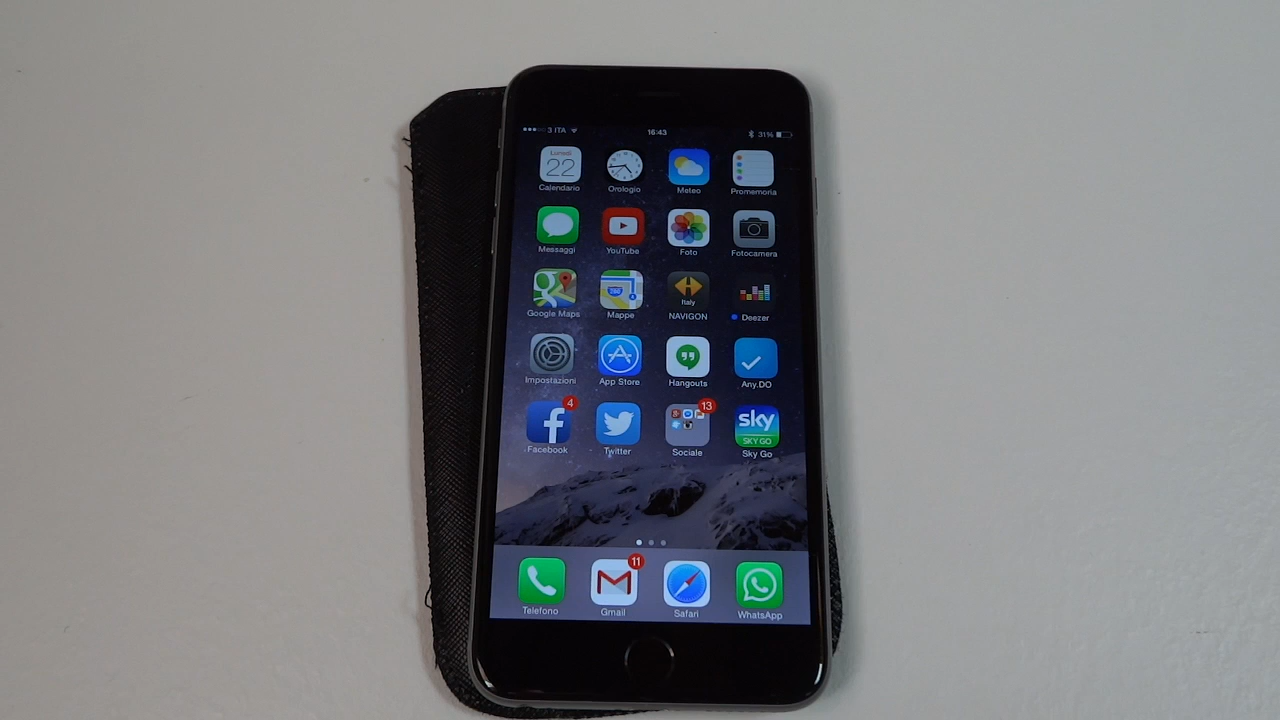 3 ITA 16:43 31%
Lunedì
22
Calendario Orologio Meteo Promemoria
Messaggi YouTube Foto Fotocamera
Italy
Google Maps Mappe NAVIGON Deezer
Impostazioni App Store Hangouts Any.DO
4 13
sky
SKY GO
Facebook Twitter Sociale Sky Go
11
Telefono Gmail Safari WhatsApp